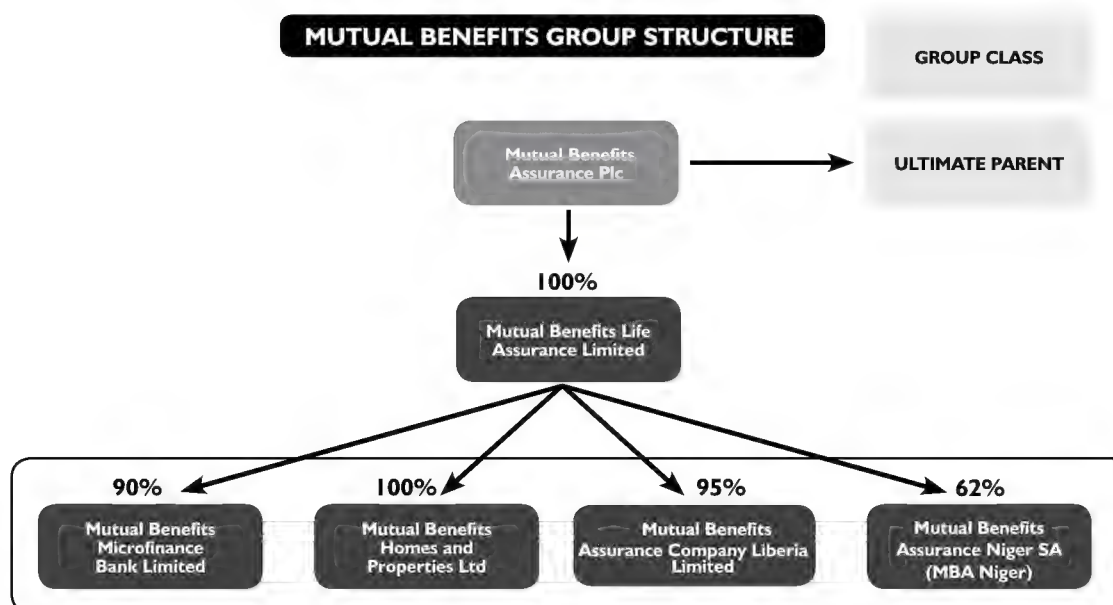 MUTUAL BENEFITS GROUP STRUCTURE
GROUP CLASS
Mutual Benefits
Assurance Plc
ULTIMATE PARENT
100%
Mutual Benefits Life
Assurance Limited
90%
100%
95%
62%
Mutual Benefits
Microfinance
Bank Limited
Mutual Benefits
Homes and
Properties Ltd
Mutual Benefits
Assurance Company Liberia
Limited
Mutual Benefits
Assurance Niger SA
(MBA Niger)